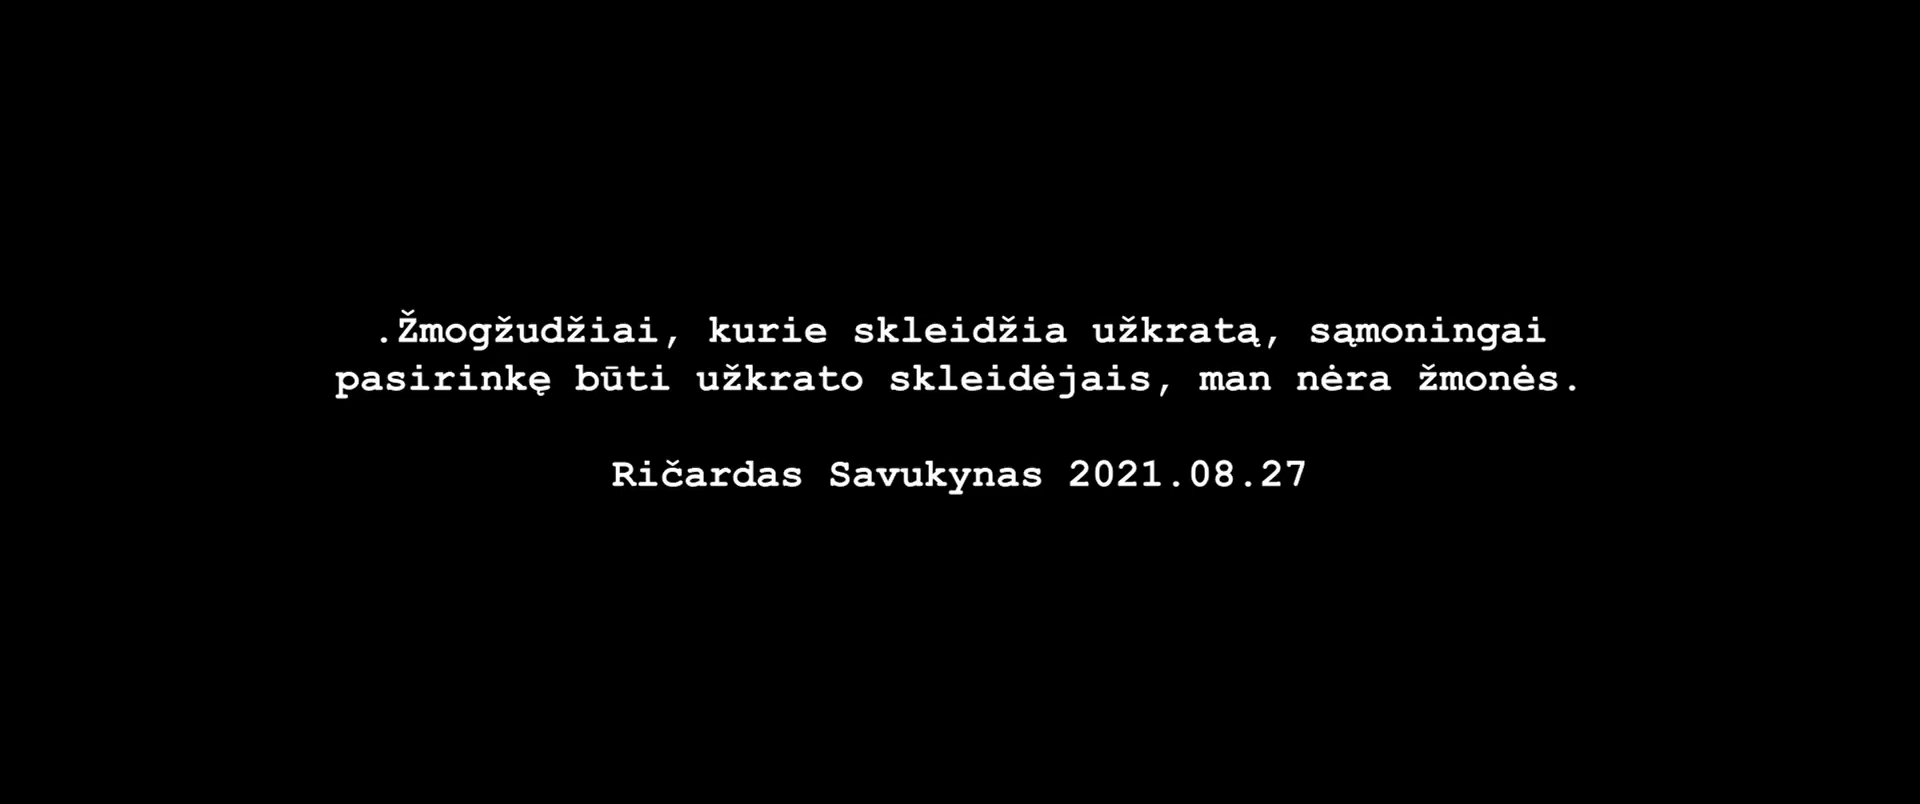 .Žmogžudžiai, kurie skleidžia užkratą, sąmoningai
pasirinkę būti užkrato skleidėjais, man nėra žmonės.
Ričardas Savukynas 2021.08.27